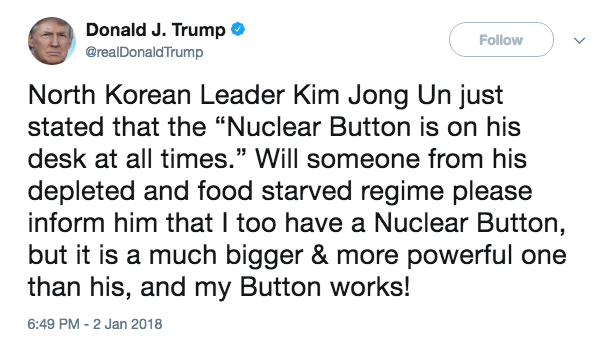 Donald J. Trump
@realDonaldTrump
Follow
North Korean Leader Kim Jong Un just
stated that the “Nuclear Button is on his
desk at all times.” Will someone from his
depleted and food starved regime please
inform him that I too have a Nuclear Button,
but it is a much bigger & more powerful one
than his, and my Button works!
6:49 PM - 2 Jan 2018